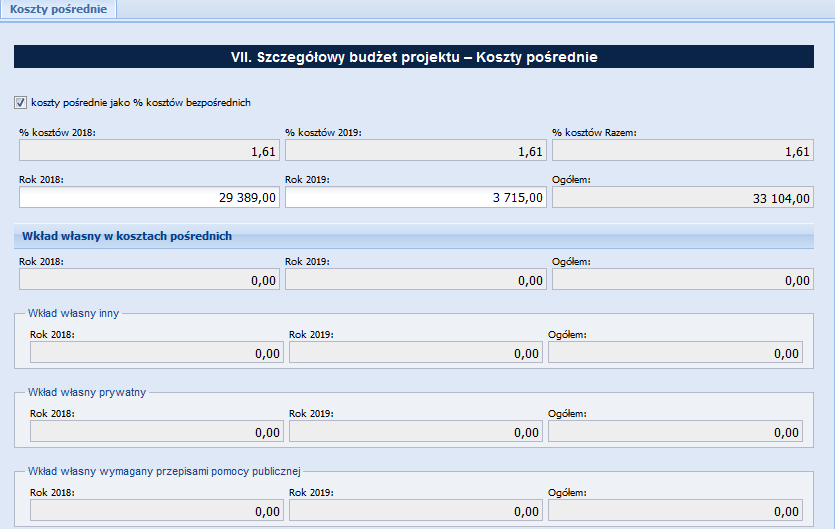 Koszty pośrednie
VII. Szczegółowy budżet projektu – Koszty pośrednie
koszty pośrednie jako % kosztów bezpośrednich
% kosztów 2018: % kosztów 2019: % kosztów Razem:
1,61 1,61 1,61
Rok 2018: Rok 2019: Ogółem:
29 389,00 3 715,00 33 104,00
Wkład własny w kosztach pośrednich
Rok 2018: Rok 2019: Ogółem:
0,00 0,00 0,00
Wkład własny inny
Rok 2018: Rok 2019: Ogółem:
0,00 0,00 0,00
Wkład własny prywatny
Rok 2018: Rok 2019: Ogółem:
0,00 0,00 0,00
Wkład własny wymagany przepisami pomocy publicznej
Rok 2018: Rok 2019: Ogółem:
0,00 0,00 0,00